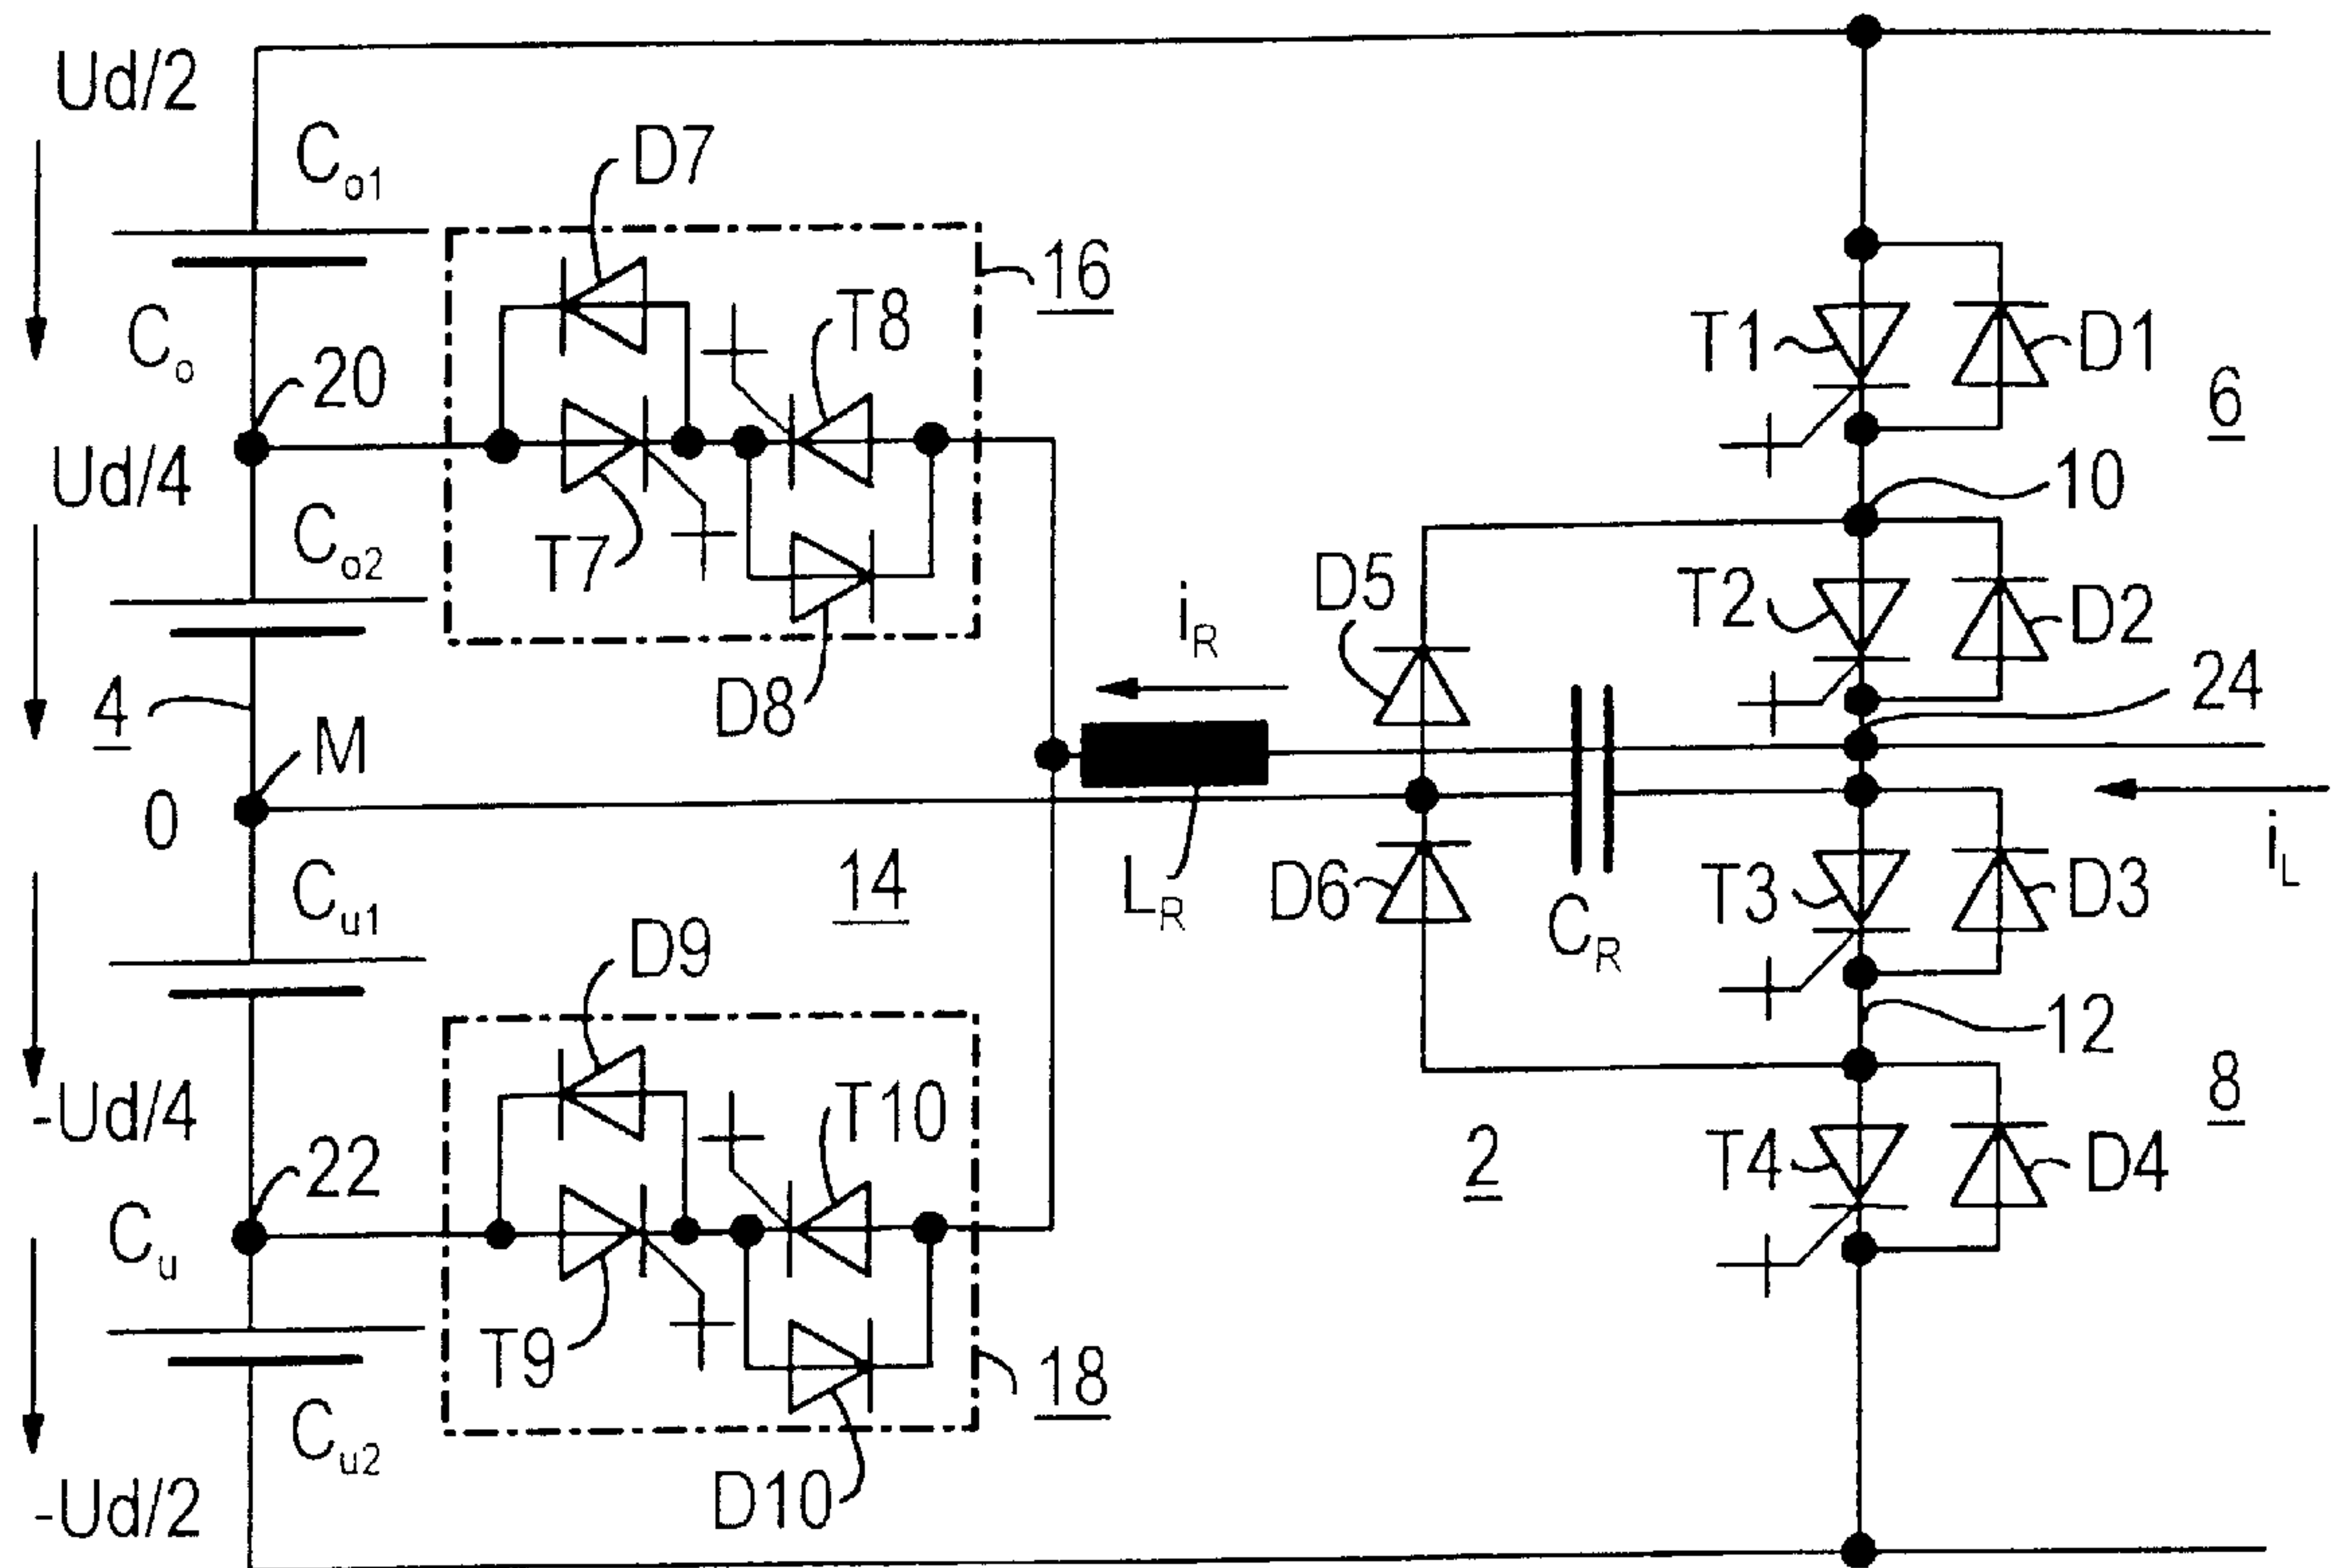 Ud/2
Co1
D7
16
T8
T1
D1
Co
20
6
Ud/4
10
Co2
T7
D5
T2
D2
iR
D8
24
4
M
0
Cu1
14
LR
D6
CR
T3
D3
iL
D9
12
-Ud/4
T10
8
22
2
T4
D4
Cu
T9
18
Cu2
D10
-Ud/2